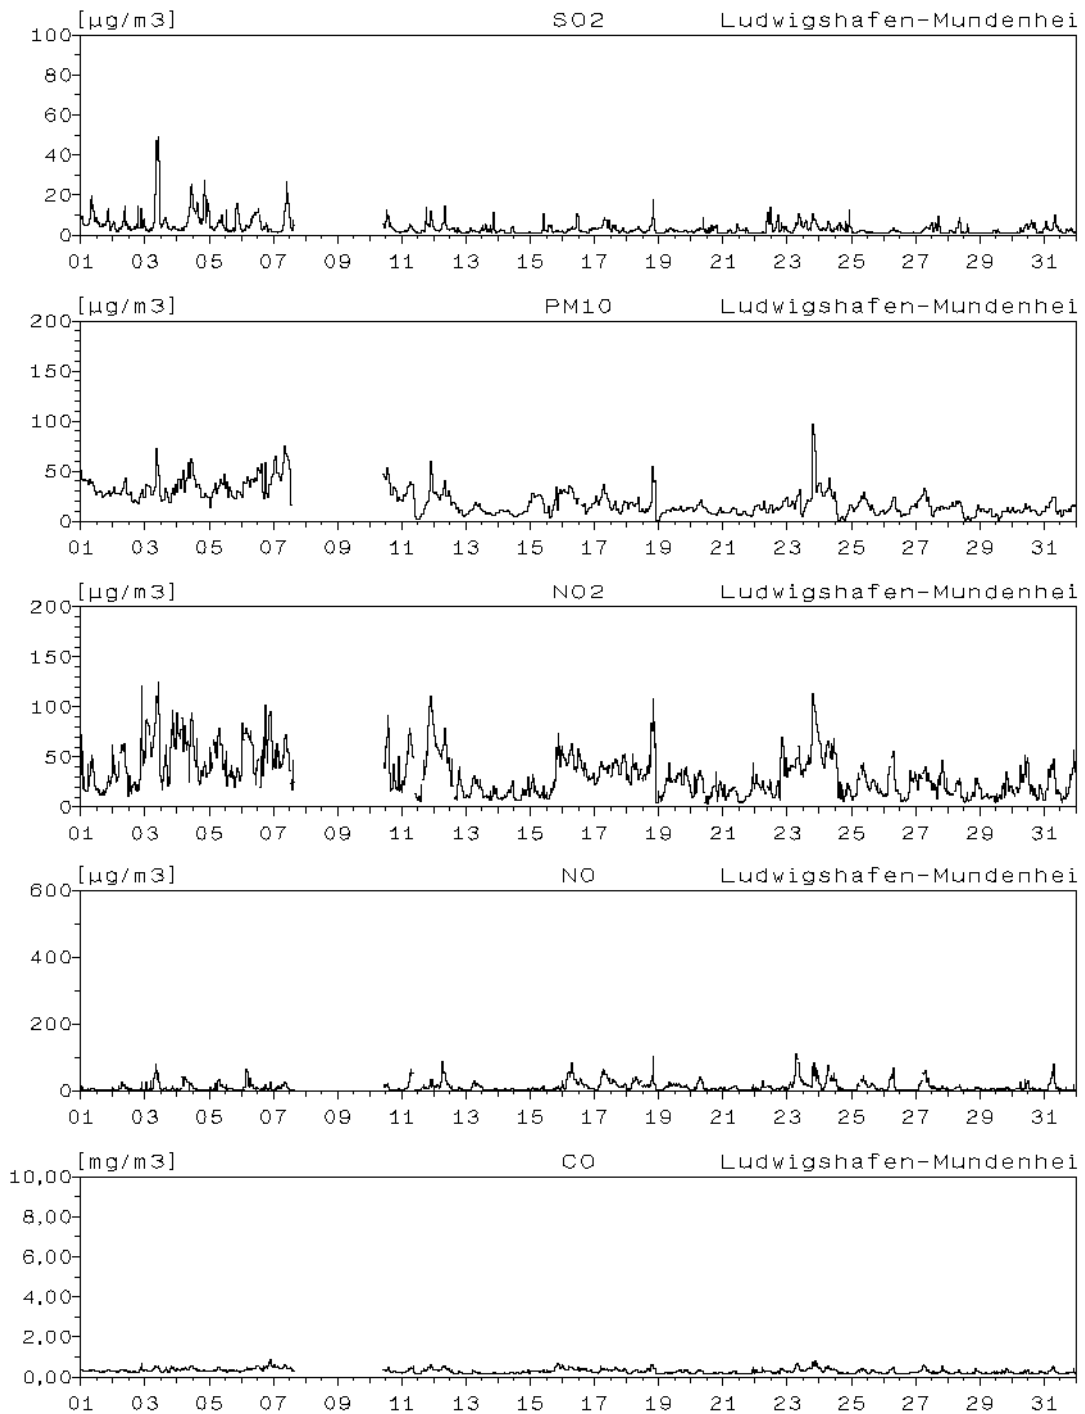 [µg/m3] SO2 Ludwigshafen-Mundenhei
100
80
60
40
20
0
01 03 05 07 09 11 13 15 17 19 21 23 25 27 29 31
[µg/m3] PM10 Ludwigshafen-Mundenhei
200
150
100
50
0
01 03 05 07 09 11 13 15 17 19 21 23 25 27 29 31
[µg/m3] NO2 Ludwigshafen-Mundenhei
200
150
100
50
0
01 03 05 07 09 11 13 15 17 19 21 23 25 27 29 31
[µg/m3] NO Ludwigshafen-Mundenhei
600
400
200
0
01 03 05 07 09 11 13 15 17 19 21 23 25 27 29 31
[mg/m3] CO Ludwigshafen-Mundenhei
10,00
8,00
6,00
4,00
2,00
0,00
01 03 05 07 09 11 13 15 17 19 21 23 25 27 29 31